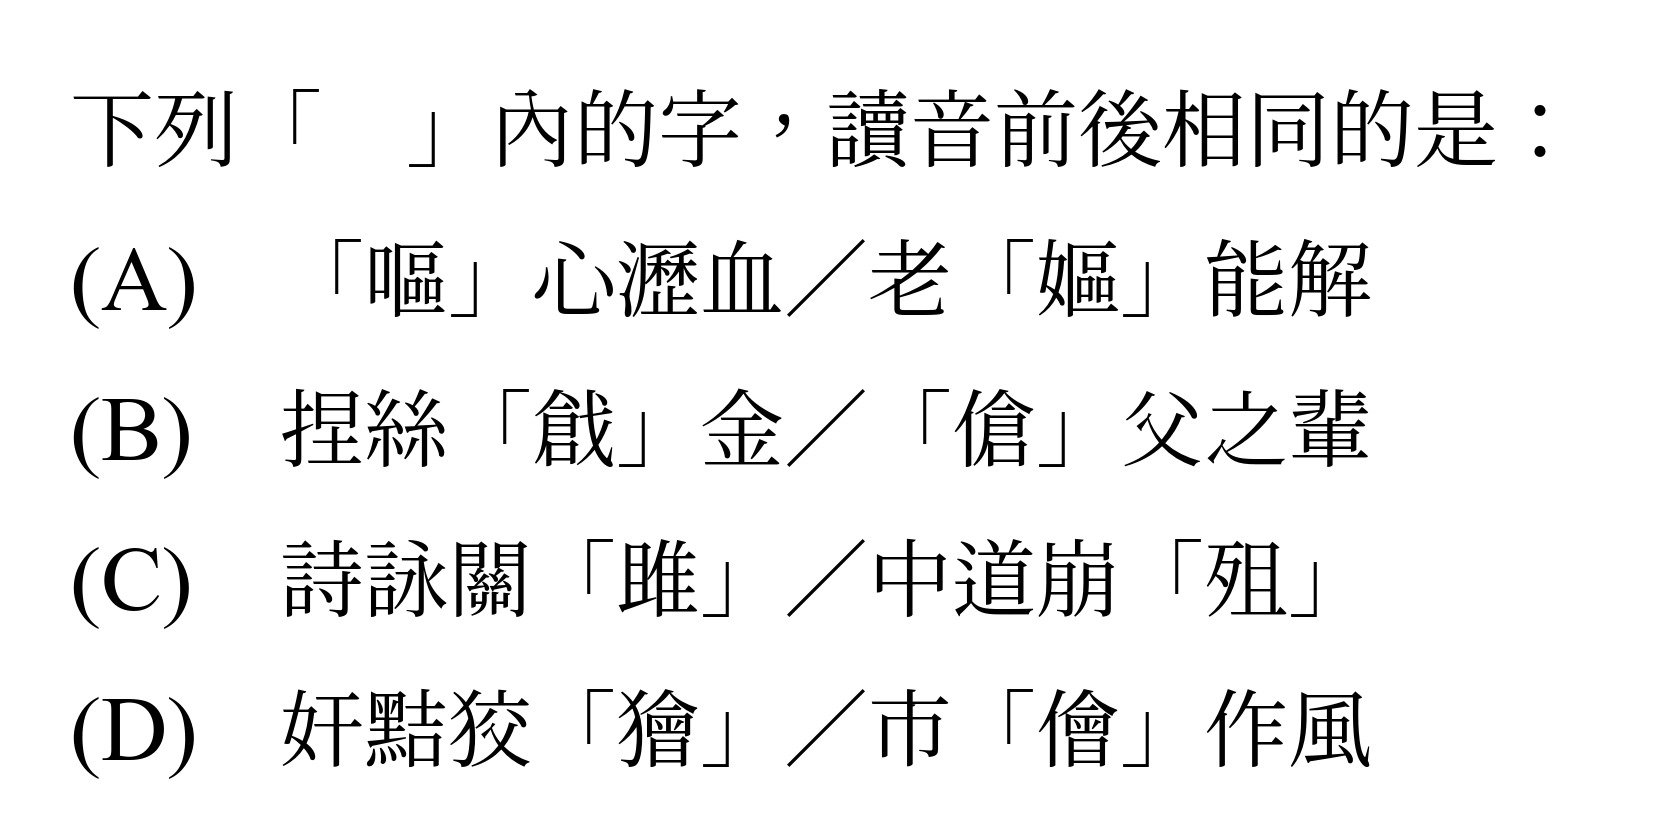 下列「　」內的字，讀音前後相同的是：
(A)　「嘔」心瀝血／老「嫗」能解
(B)　捏絲「戧」金／「傖」父之輩
(C)　詩詠關「雎」／中道崩「殂」
(D)　奸黠狡「獪」／市「儈」作風